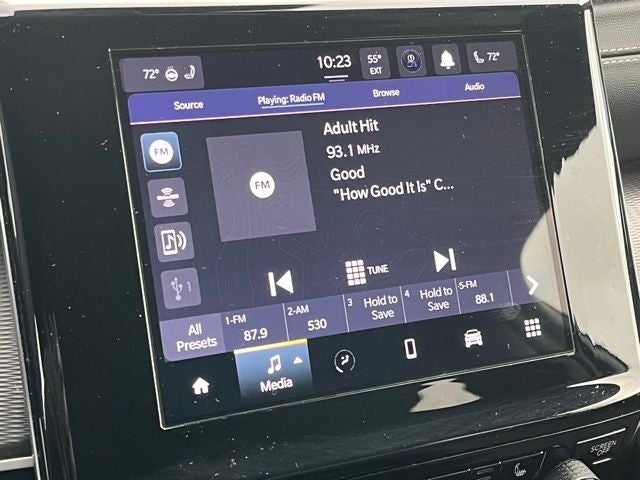 72° 10:23 55° EXT 72°
Source Playing: Radio FM Browse Audio
FM
Adult Hit
93.1 MHz
Good
"How Good It Is" C...
FM
1
TUNE
All Presets
1-FM 87.9
2-AM 530
3 Hold to Save
4 Hold to Save
5-FM 88.1
Media
SCREEN OFF